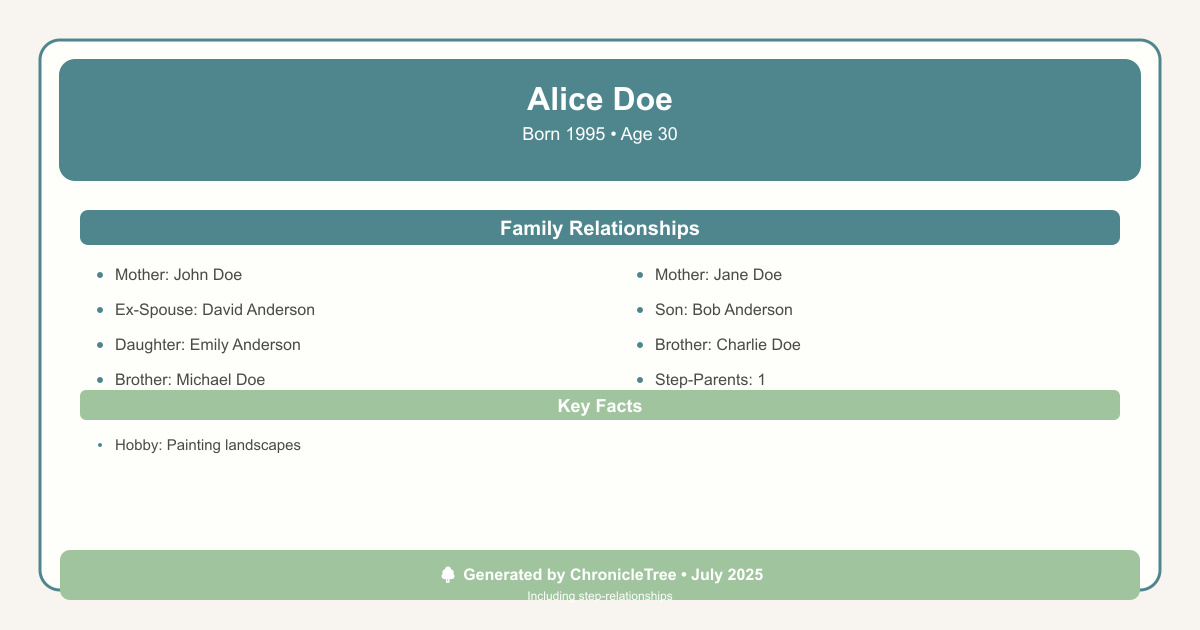 Alice Doe
Born 1995 • Age 30
Family Relationships
• Mother: John Doe
• Mother: Jane Doe
• Ex-Spouse: David Anderson
• Son: Bob Anderson
• Daughter: Emily Anderson
• Brother: Charlie Doe
• Brother: Michael Doe
• Step-Parents: 1
Key Facts
• Hobby: Painting landscapes
Generated by ChronicleTree • July 2025
Including step-relationships